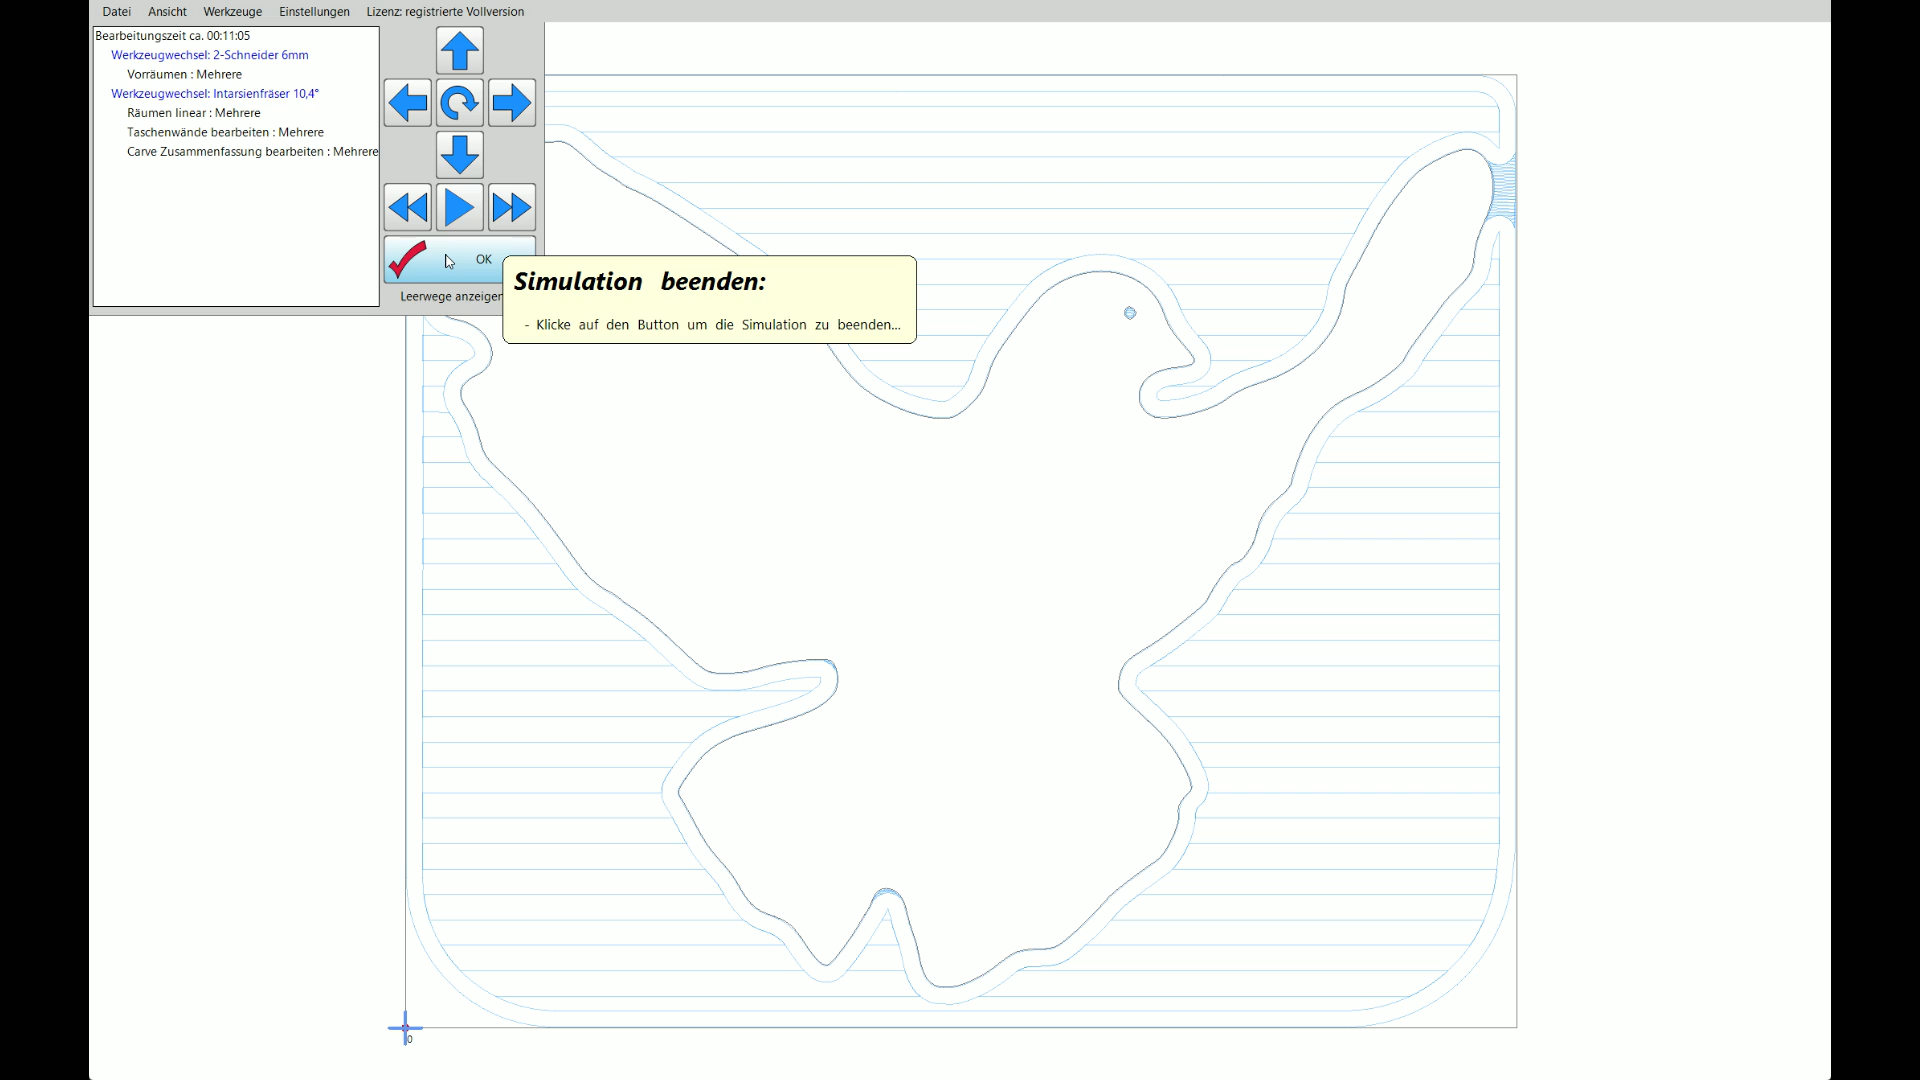 Datei Ansicht Werkzeuge Einstellungen Lizenz: registrierte Vollversion
Bearbeitungszeit ca. 00:11:05
Werkzeugwechsel: 2-Schneider 6mm
Vorräumen : Mehrere
Werkzeugwechsel: Intarsienfräser 10,4°
Räumen linear : Mehrere
Taschenwände bearbeiten : Mehrere
Carve Zusammenfassung bearbeiten : Mehrere
OK
Leerwege anzeigen
Simulation beenden:
- Klicke auf den Button um die Simulation zu beenden...
0